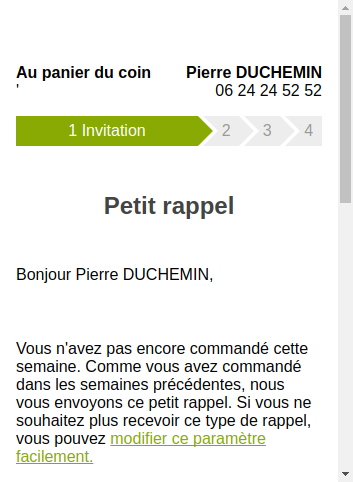 Au panier du coin Pierre DUCHEMIN
' 06 24 24 52 52
1 Invitation 2 3 4
Petit rappel
Bonjour Pierre DUCHEMIN,
Vous n'avez pas encore commandé cette
semaine. Comme vous avez commandé
dans les semaines précédentes, nous
vous envoyons ce petit rappel. Si vous ne
souhaitez plus recevoir ce type de rappel,
vous pouvez modifier ce paramètre
facilement.